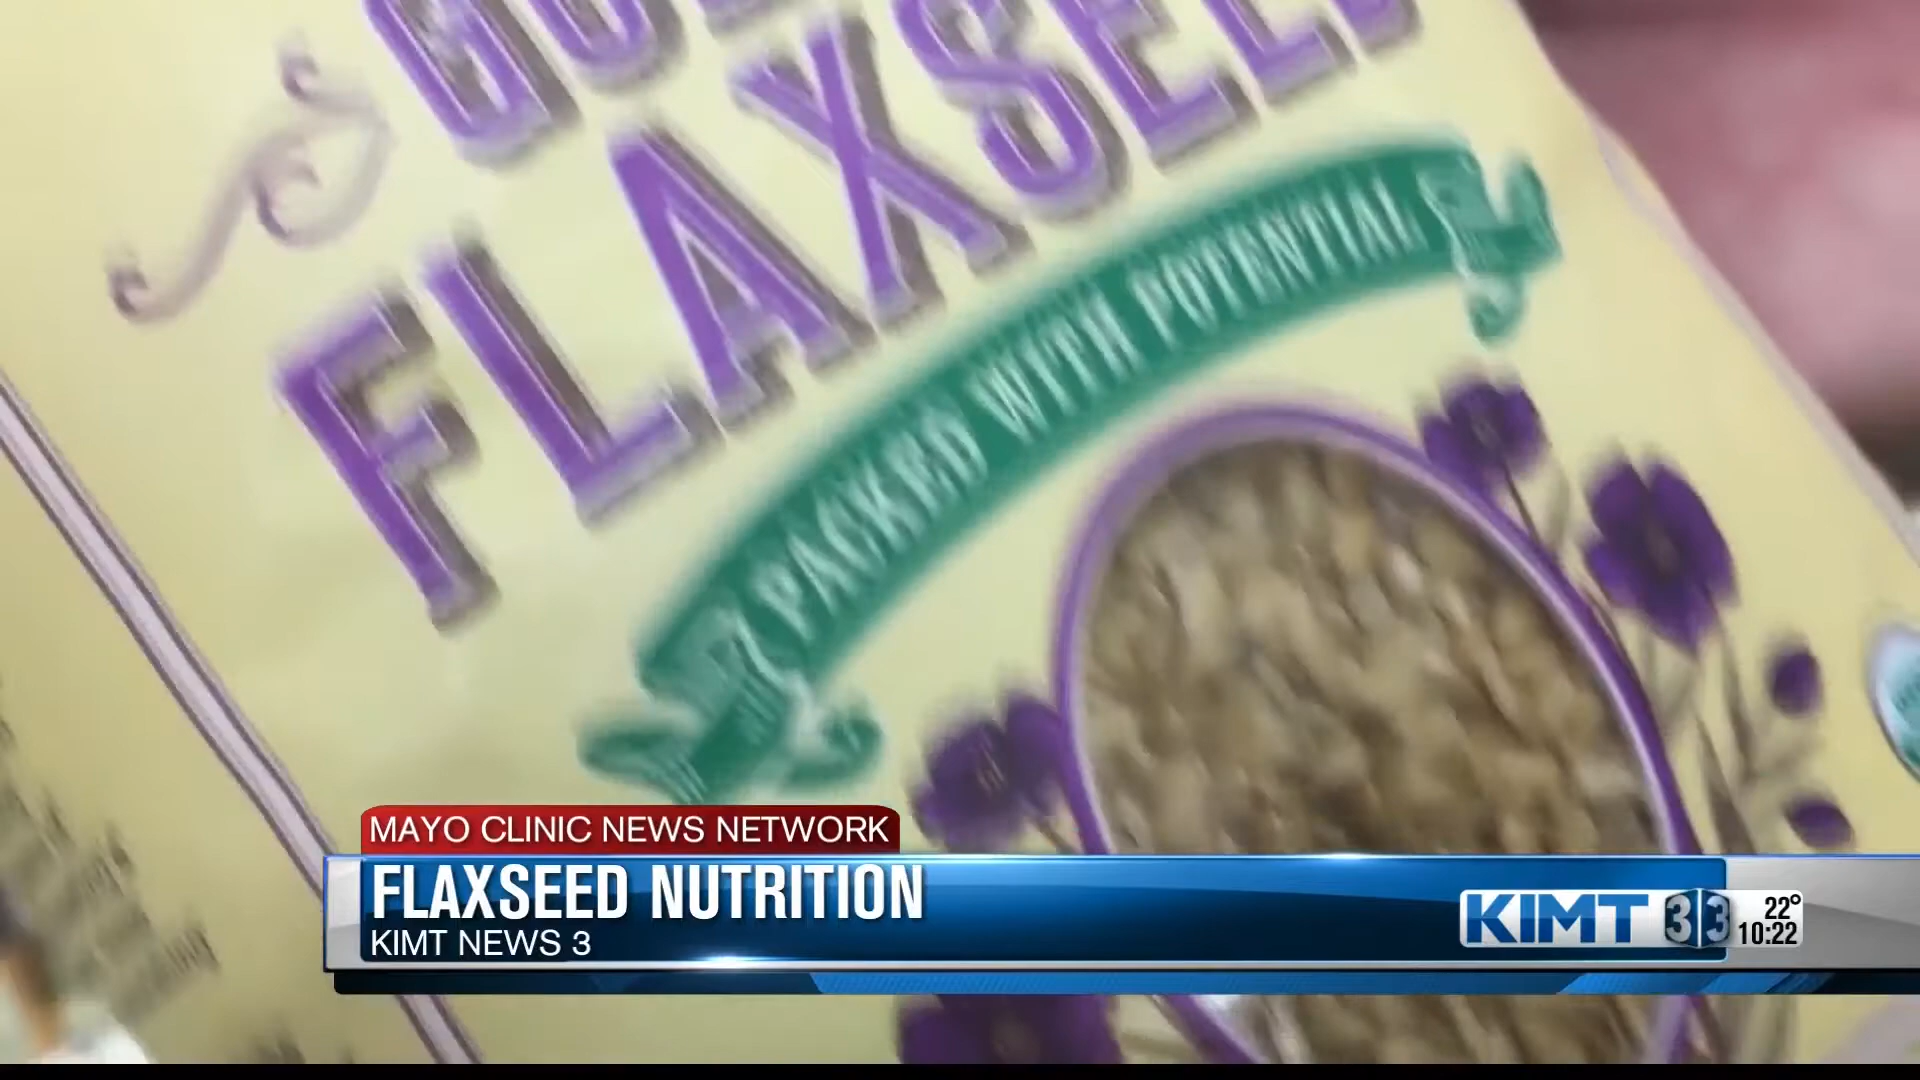 FLAXSEED
PACKED WITH POTENTIAL
MAYO CLINIC NEWS NETWORK
FLAXSEED NUTRITION
KIMT NEWS 3
KIMT 3
22°
10:22